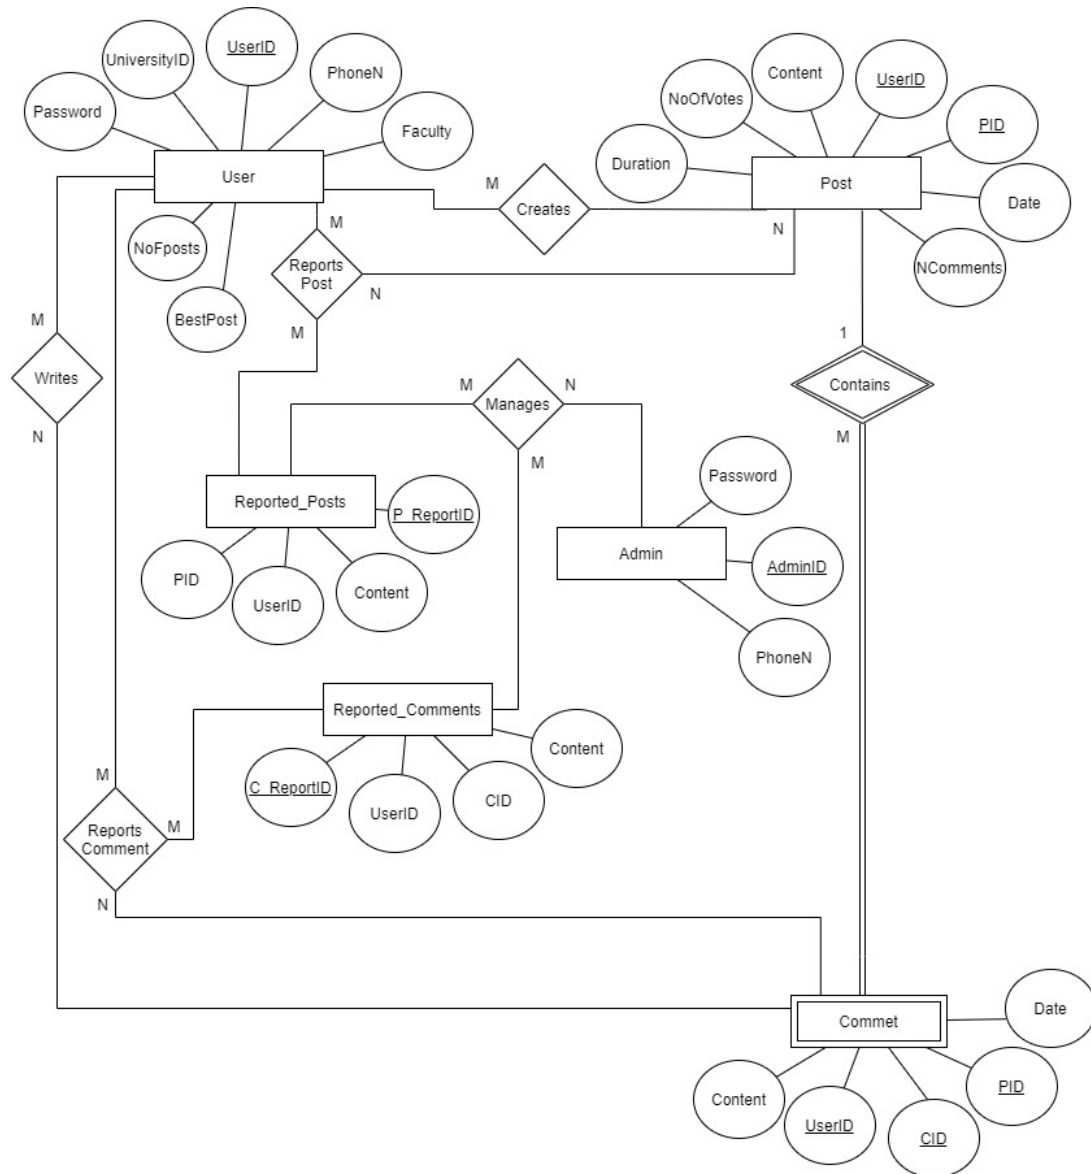 UserID
UniversityID
PhoneN
Password
Faculty
User
NoFposts
BestPost
Content
UserID
NoOfVotes
PID
Duration
Post
Date
NComments
M
Creates
N
M
Reports
Post
N
M
M
Writes
N
1
Contains
M
M
Manages
N
M
Reported_Posts
P_ReportID
PID
UserID
Content
Password
Admin
AdminID
PhoneN
Reported_Comments
Content
C_ReportID
UserID
CID
M
Reports
Comment
M
N
Commet
Date
Content
UserID
CID
PID